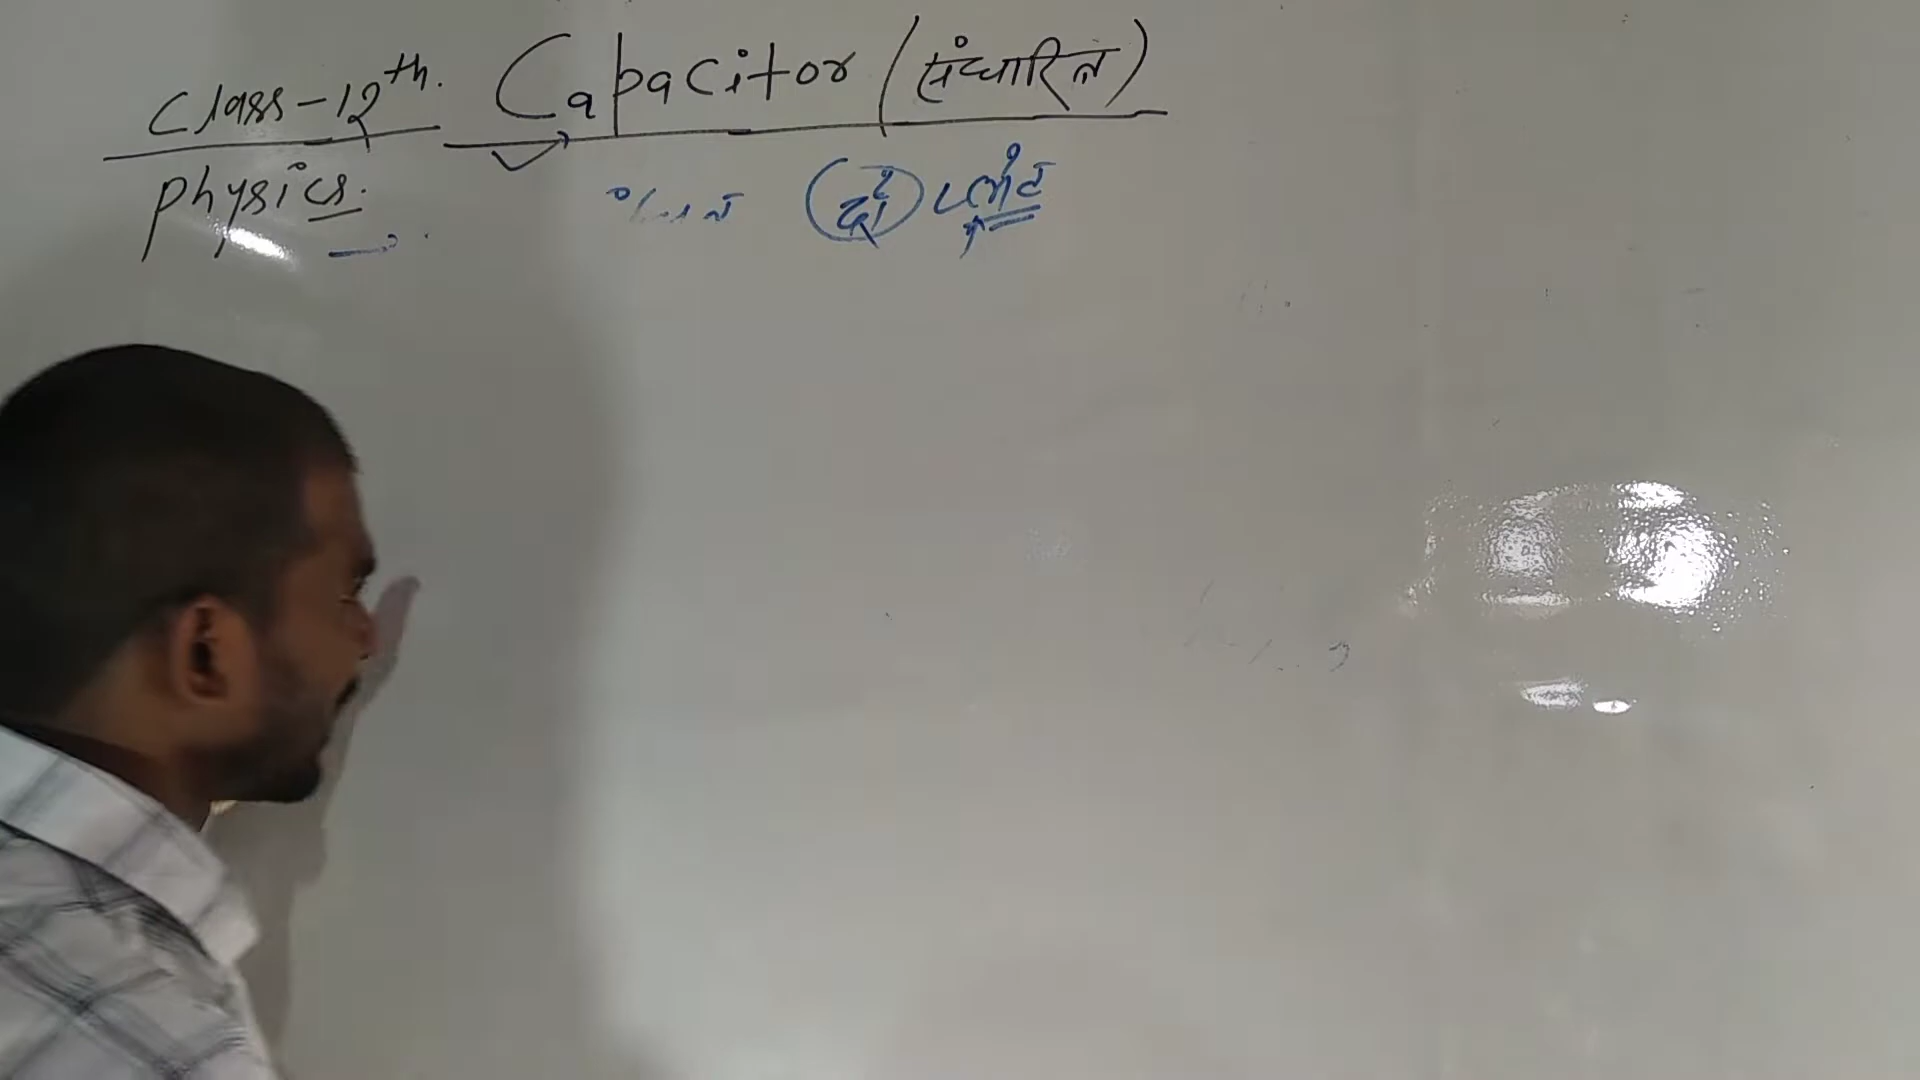 Class-12th. Capacitor (संधारित्र)
Physics. दो प्लेट